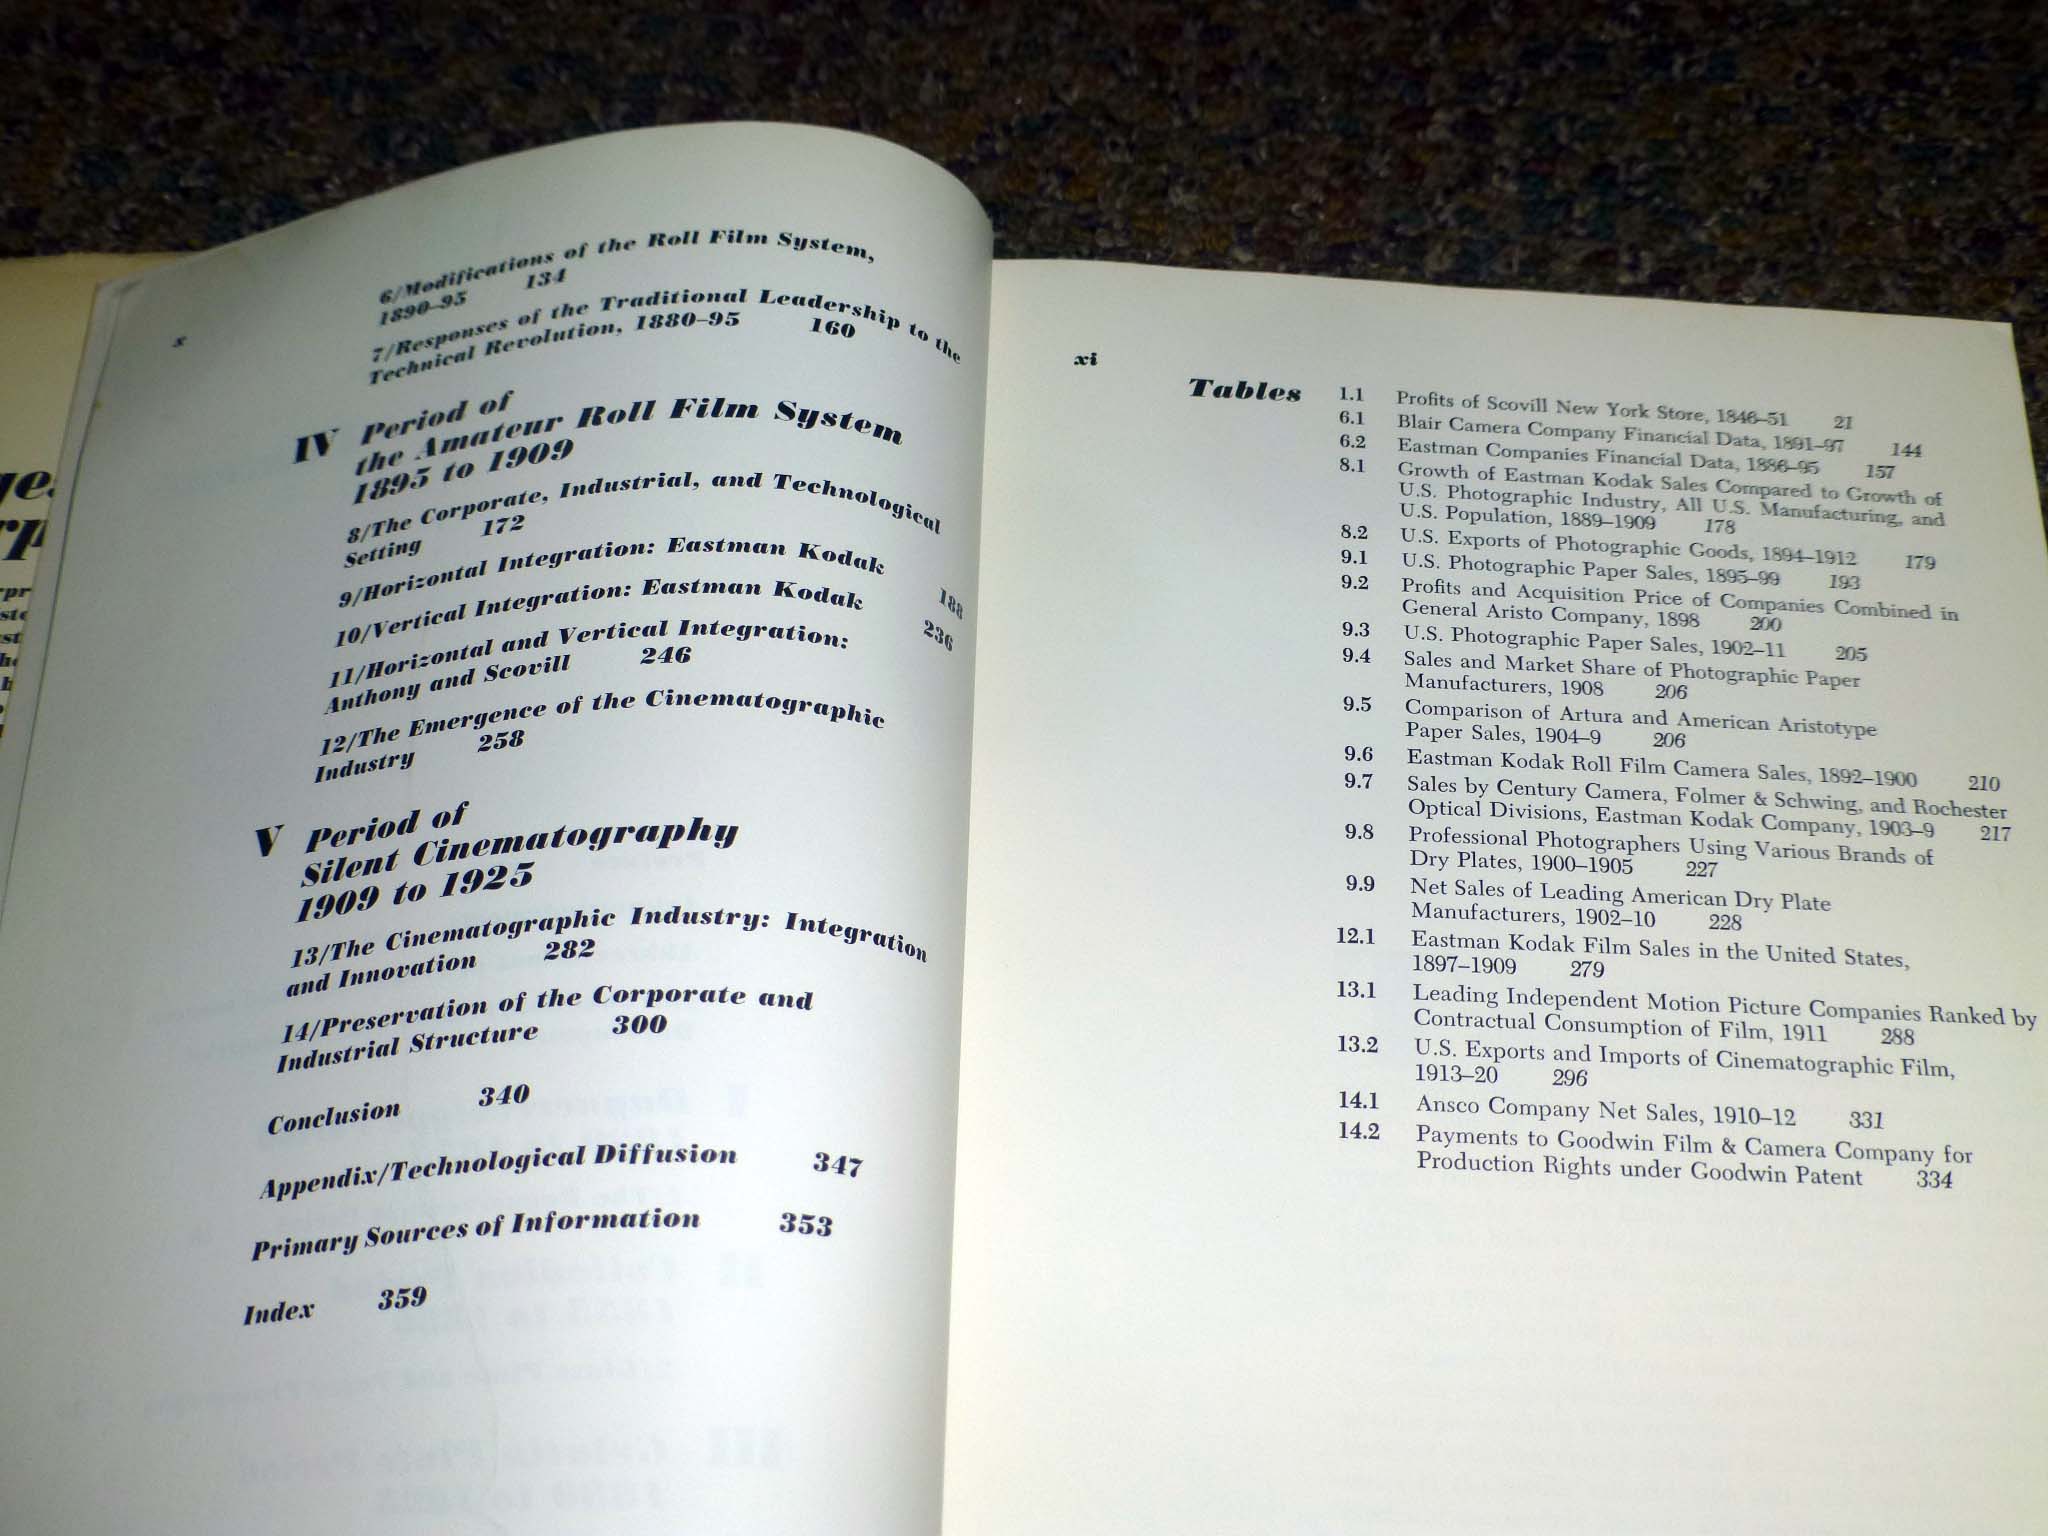 x
6/Modifications of the Roll Film System,
1890–95 134
7/Responses of the Traditional Leadership to the
Technical Revolution, 1880–95 160
IV Period of
the Amateur Roll Film System
1895 to 1909
8/The Corporate, Industrial, and Technological
Setting 172
9/Horizontal Integration: Eastman Kodak 188
10/Vertical Integration: Eastman Kodak 236
11/Horizontal and Vertical Integration:
Anthony and Scovill 246
12/The Emergence of the Cinematographic
Industry 258
V Period of
Silent Cinematography
1909 to 1925
13/The Cinematographic Industry: Integration
and Innovation 282
14/Preservation of the Corporate and
Industrial Structure 300
Conclusion 340
Appendix/Technological Diffusion 347
Primary Sources of Information 353
Index 359
xi
Tables 1.1 Profits of Scovill New York Store, 1846–51 21
6.1 Blair Camera Company Financial Data, 1891–97 144
6.2 Eastman Companies Financial Data, 1886–95 157
8.1 Growth of Eastman Kodak Sales Compared to Growth of
U.S. Photographic Industry, All U.S. Manufacturing, and
U.S. Population, 1889–1909 178
8.2 U.S. Exports of Photographic Goods, 1894–1912 179
9.1 U.S. Photographic Paper Sales, 1895–99 193
9.2 Profits and Acquisition Price of Companies Combined in
General Aristo Company, 1898 200
9.3 U.S. Photographic Paper Sales, 1902–11 205
9.4 Sales and Market Share of Photographic Paper
Manufacturers, 1908 206
9.5 Comparison of Artura and American Aristotype
Paper Sales, 1904–9 206
9.6 Eastman Kodak Roll Film Camera Sales, 1892–1900 210
9.7 Sales by Century Camera, Folmer & Schwing, and Rochester
Optical Divisions, Eastman Kodak Company, 1903–9 217
9.8 Professional Photographers Using Various Brands of
Dry Plates, 1900–1905 227
9.9 Net Sales of Leading American Dry Plate
Manufacturers, 1902–10 228
12.1 Eastman Kodak Film Sales in the United States,
1897–1909 279
13.1 Leading Independent Motion Picture Companies Ranked by
Contractual Consumption of Film, 1911 288
13.2 U.S. Exports and Imports of Cinematographic Film,
1913–20 296
14.1 Ansco Company Net Sales, 1910–12 331
14.2 Payments to Goodwin Film & Camera Company for
Production Rights under Goodwin Patent 334